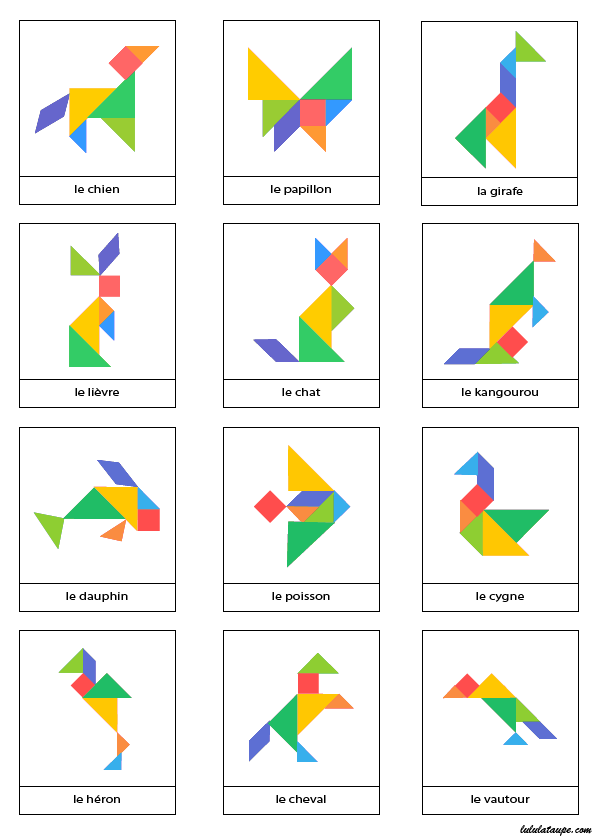 le chien
le papillon
la girafe
le lièvre
le chat
le kangourou
le dauphin
le poisson
le cygne
le héron
le cheval
le vautour
lululataupe.com